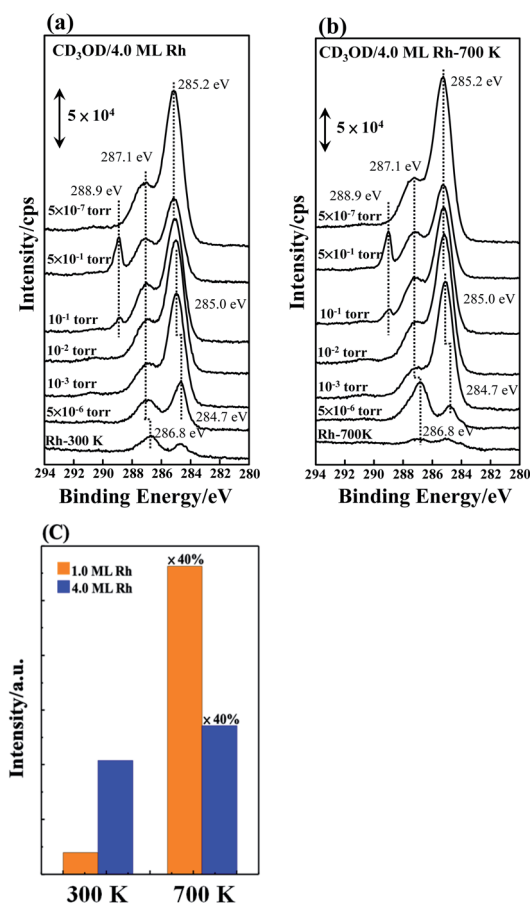 (a)
CD₃OD/4.0 ML Rh
285.2 eV
5 × 10⁴
287.1 eV
288.9 eV
5×10⁻⁷ torr
5×10⁻¹ torr
285.0 eV
10⁻¹ torr
10⁻² torr
10⁻³ torr
284.7 eV
5×10⁻⁶ torr
286.8 eV
Rh-300 K
294 292 290 288 286 284 282 280
Binding Energy/eV
Intensity/cps
(b)
CD₃OD/4.0 ML Rh-700 K
285.2 eV
5 × 10⁴
287.1 eV
288.9 eV
5×10⁻⁷ torr
5×10⁻¹ torr
285.0 eV
10⁻¹ torr
10⁻² torr
284.7 eV
10⁻³ torr
5×10⁻⁶ torr
286.8 eV
Rh-700K
294 292 290 288 286 284 282 280
Binding Energy/eV
Intensity/cps
(C)
1.0 ML Rh
4.0 ML Rh
× 40%
× 40%
Intensity/a.u.
300 K 700 K